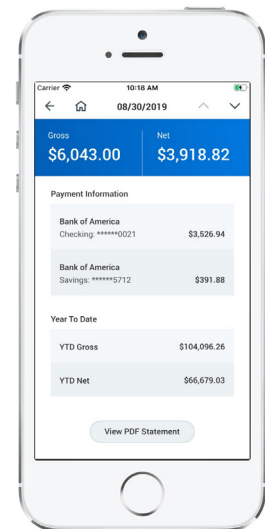 Carrier 10:18 AM
08/30/2019
Gross Net
$6,043.00 $3,918.82
Payment Information
Bank of America
Checking: ******0021 $3,526.94
Bank of America
Savings: *****5712 $391.88
Year To Date
YTD Gross $104,096.26
YTD Net $66,679.03
View PDF Statement